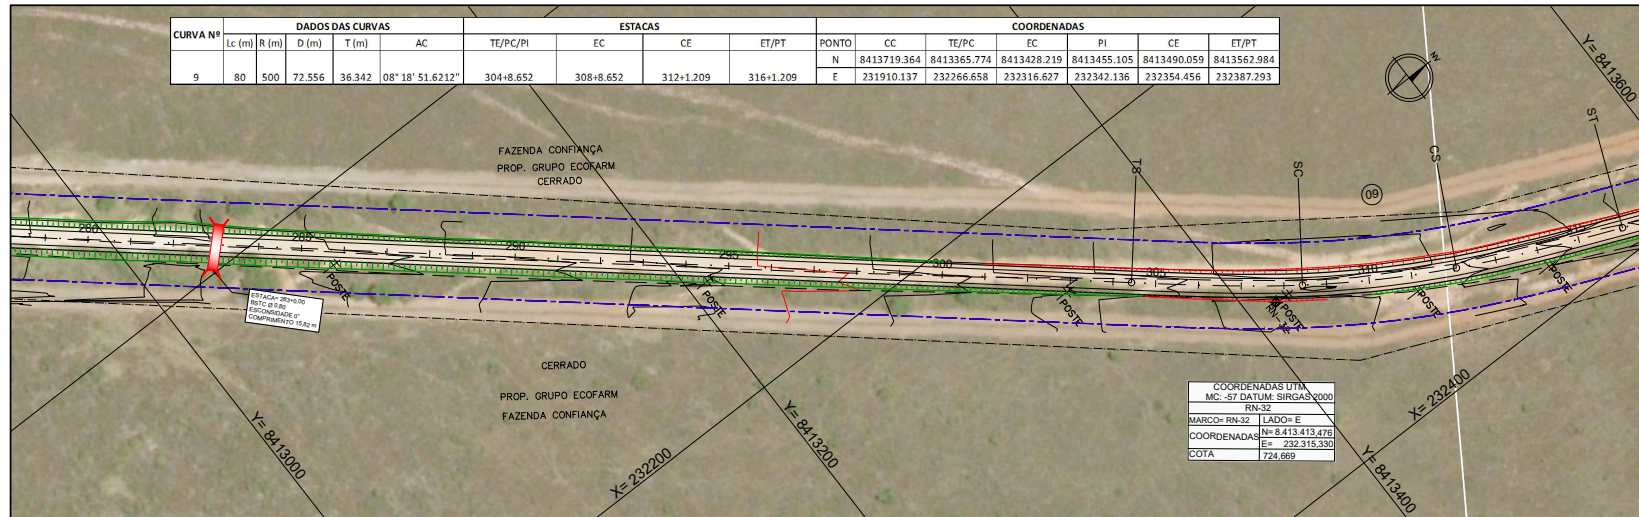 CURVA Nº DADOS DAS CURVAS ESTACAS COORDENADAS
Lc (m) R (m) D (m) T (m) AC TE/PC/PI EC CE ET/PT PONTO CC TE/PC EC PI CE ET/PT
N 8413719.364 8413365.774 8413428.219 8413455.105 8413490.059 8413562.984
9 80 500 72.556 36.342 08° 18' 51.6212" 304+8.652 308+8.652 312+1.209 316+1.209 E 231910.137 232266.658 232316.627 232342.136 232354.456 232387.293
NV
Y= 8413600
FAZENDA CONFIANÇA
PROP. GRUPO ECOFARM
CERRADO
TS
SC
09
CS
ST
280
285
290
295
300
305
310
315
POSTE
POSTE
POSTE
POSTE
POSTE
POSTE
RN-32
ESTACA= 283+0,00
BSTC Ø 0,80
ESCONSIDADE 0°
COMPRIMENTO 15,82 m
CERRADO
PROP. GRUPO ECOFARM
FAZENDA CONFIANÇA
Y= 8413000
X= 232200
Y= 8413200
X= 232400
Y= 8413400
COORDENADAS UTM
MC: -57 DATUM: SIRGAS 2000
RN-32
MARCO= RN-32 LADO= E
COORDENADAS N= 8.413.413,476
E= 232.315,330
COTA 724,669